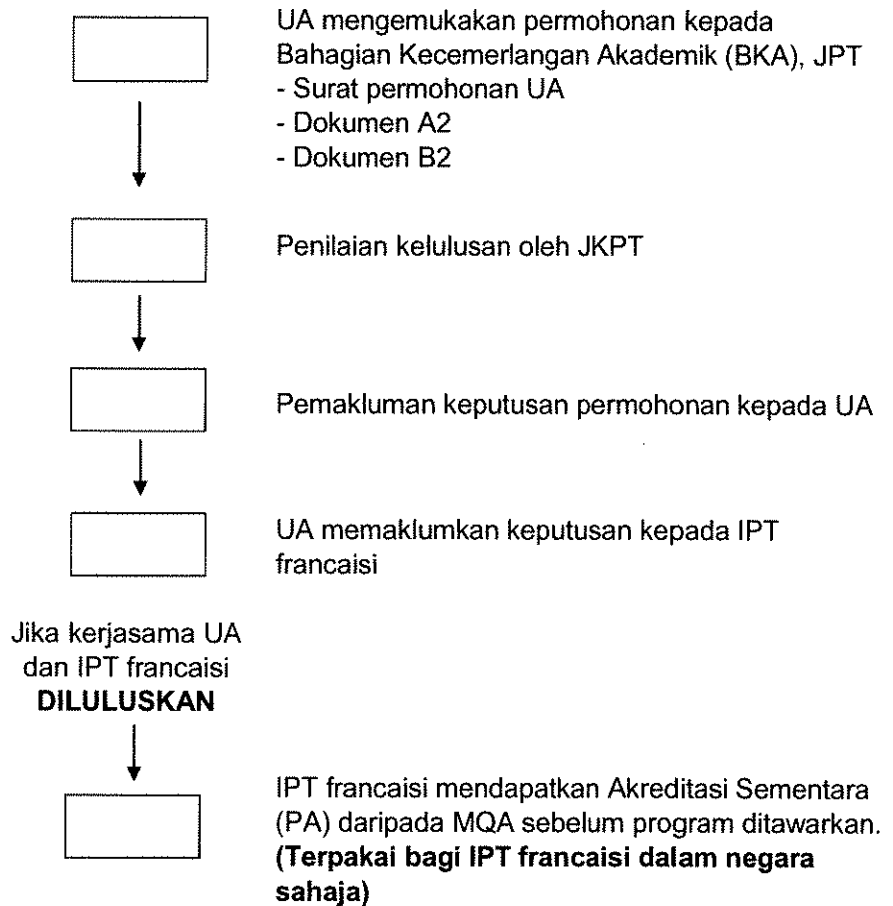 UA mengemukakan permohonan kepada
Bahagian Kecemerlangan Akademik (BKA), JPT
- Surat permohonan UA
- Dokumen A2
- Dokumen B2
Penilaian kelulusan oleh JKPT
Pemakluman keputusan permohonan kepada UA
UA memaklumkan keputusan kepada IPT
francaisi
Jika kerjasama UA
dan IPT francaisi
DILULUSKAN
IPT francaisi mendapatkan Akreditasi Sementara
(PA) daripada MQA sebelum program ditawarkan.
(Terpakai bagi IPT francaisi dalam negara
sahaja)